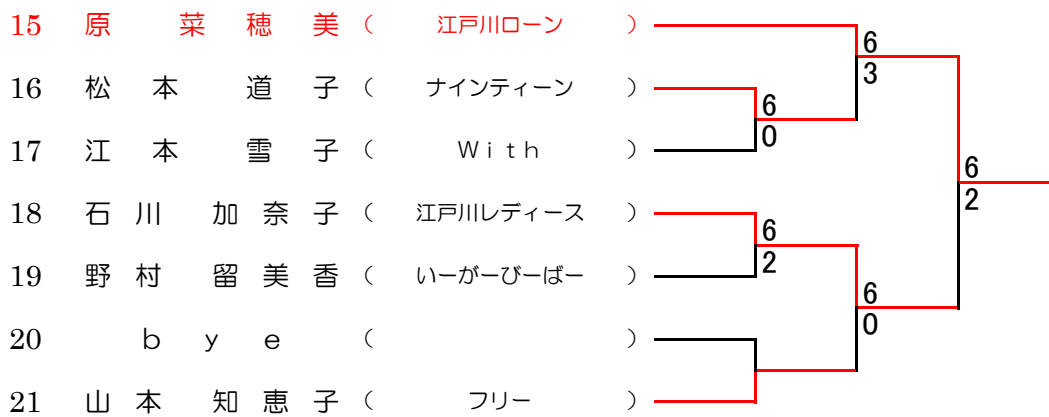 15 原 菜穂美 ( 江戸川ローン ) 6
3
16 松本 道子 ( ナインティーン ) 6
0
17 江本 雪子 ( With ) 6
2
18 石川 加奈子 ( 江戸川レディース ) 6
2
19 野村 留美香 ( いーがーびーばー ) 6
0
20 bye ( )
21 山本 知恵子 ( フリー )